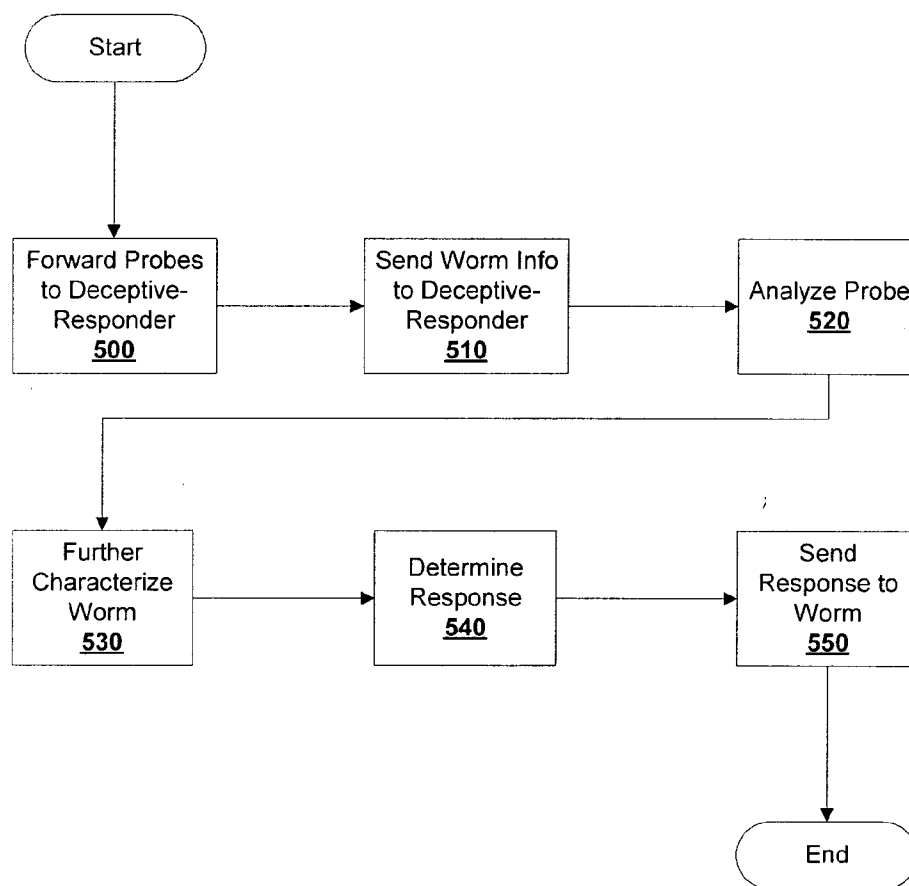 Start
Forward Probes
to Deceptive-
Responder
500
Send Worm Info
to Deceptive-
Responder
510
Analyze Probe
520
Further
Characterize
Worm
530
Determine
Response
540
Send
Response to
Worm
550
End